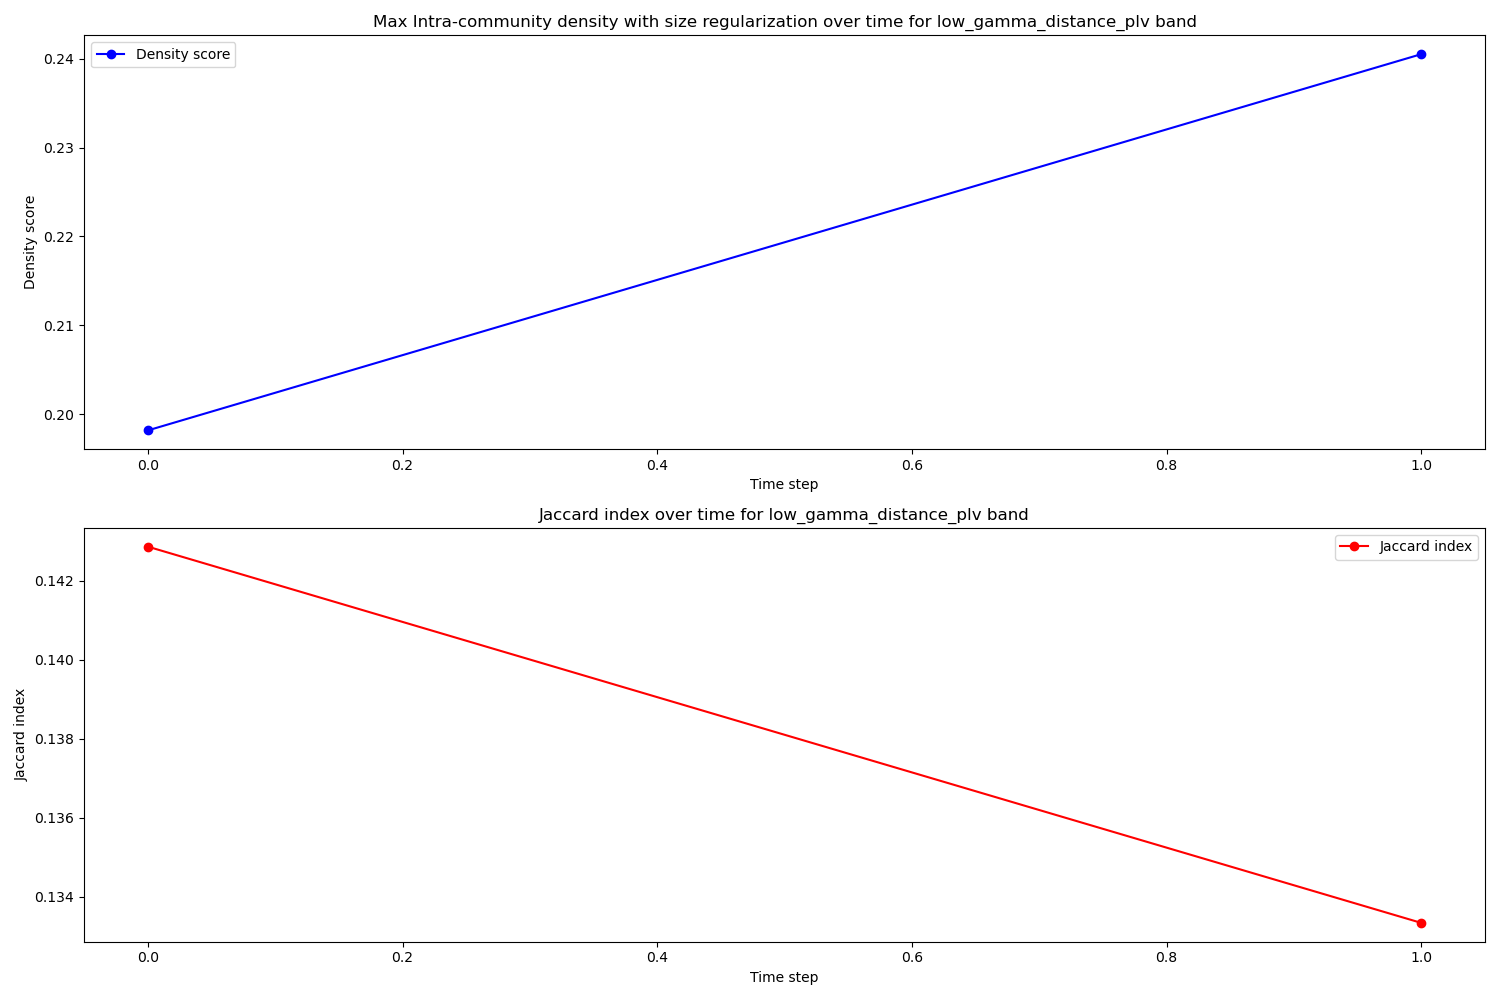 Max Intra-community density with size regularization over time for low_gamma_distance_plv band
Density score
0.24
0.23
0.22
0.21
0.20
Density score
0.0 0.2 0.4 0.6 0.8 1.0
Time step
Jaccard index over time for low_gamma_distance_plv band
Jaccard index
0.142
0.140
0.138
0.136
0.134
Jaccard index
0.0 0.2 0.4 0.6 0.8 1.0
Time step